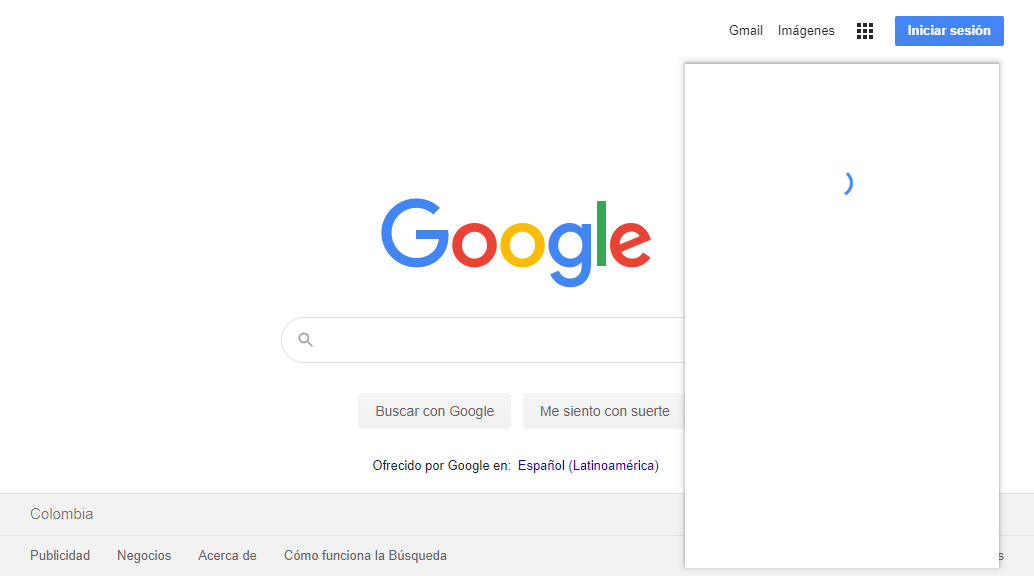 Gmail Imágenes Iniciar sesión
Google
Buscar con Google Me siento con suerte
Ofrecido por Google en: Español (Latinoamérica)
Colombia
Publicidad Negocios Acerca de Cómo funciona la Búsqueda